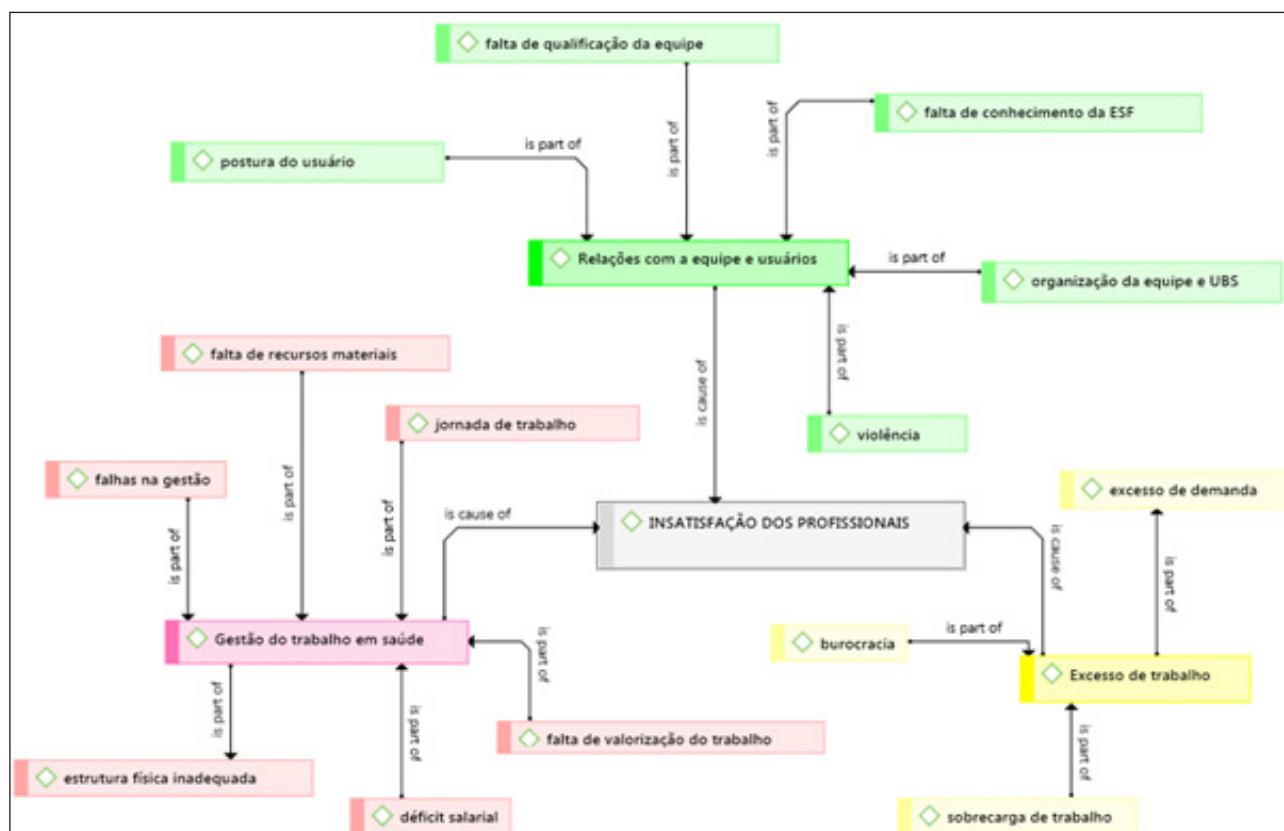 falta de qualificação da equipe
falta de conhecimento da ESF
is part of
is part of
is part of
postura do usuário
Relações com a equipe e usuários
is part of
organização da equipe e UBS
falta de recursos materiais
is part of
is cause of
jornada de trabalho
violência
falhas na gestão
is part of
is part of
is part of
excesso de demanda
is cause of
INSATISFAÇÃO DOS PROFISSIONAIS
is cause of
is part of
Gestão do trabalho em saúde
is part of
burocracia
is part of
Excesso de trabalho
is part of
is part of
is part of
falta de valorização do trabalho
estrutura física inadequada
déficit salarial
sobrecarga de trabalho